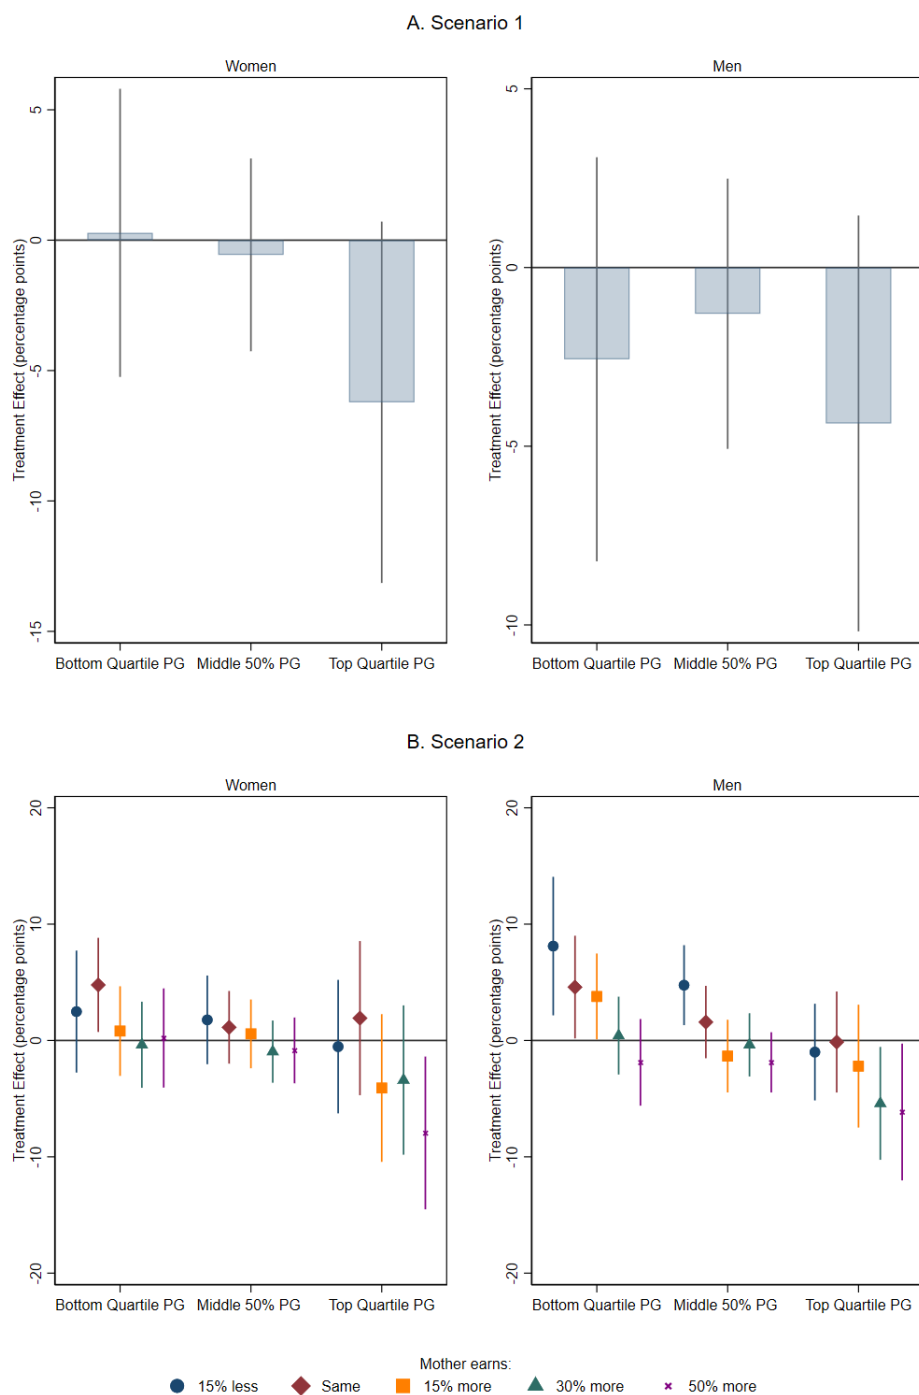 A. Scenario 1
Women
Men
Treatment Effect (percentage points)
5
0
-5
-10
-15
Bottom Quartile PG Middle 50% PG Top Quartile PG
Treatment Effect (percentage points)
5
0
-5
-10
Bottom Quartile PG Middle 50% PG Top Quartile PG
B. Scenario 2
Women
Men
Treatment Effect (percentage points)
20
10
0
-10
-20
Bottom Quartile PG Middle 50% PG Top Quartile PG
Treatment Effect (percentage points)
20
10
0
-10
-20
Bottom Quartile PG Middle 50% PG Top Quartile PG
Mother earns:
15% less Same 15% more 30% more 50% more